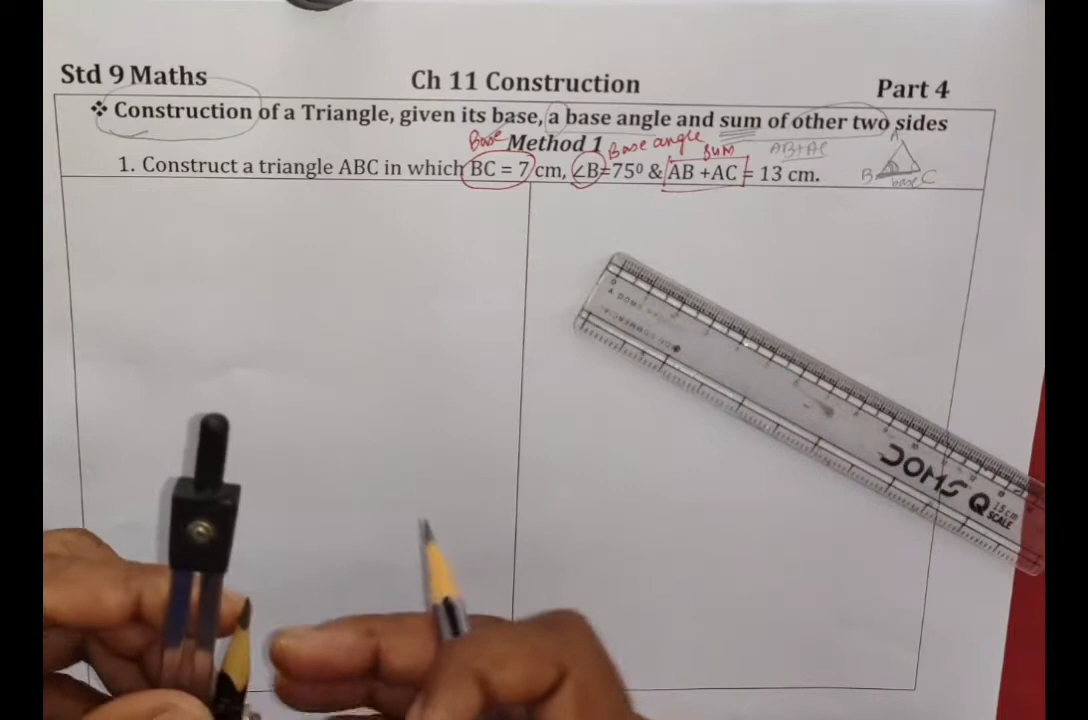 Std 9 Maths Ch 11 Construction Part 4
❖ Construction of a Triangle, given its base, a base angle and sum of other two sides
Base Method 1 Base angle sum AB+AC A
1. Construct a triangle ABC in which BC = 7 cm, ∠B=75⁰ & AB +AC = 13 cm.
B base C
DOMS Q
15cm
SCALE